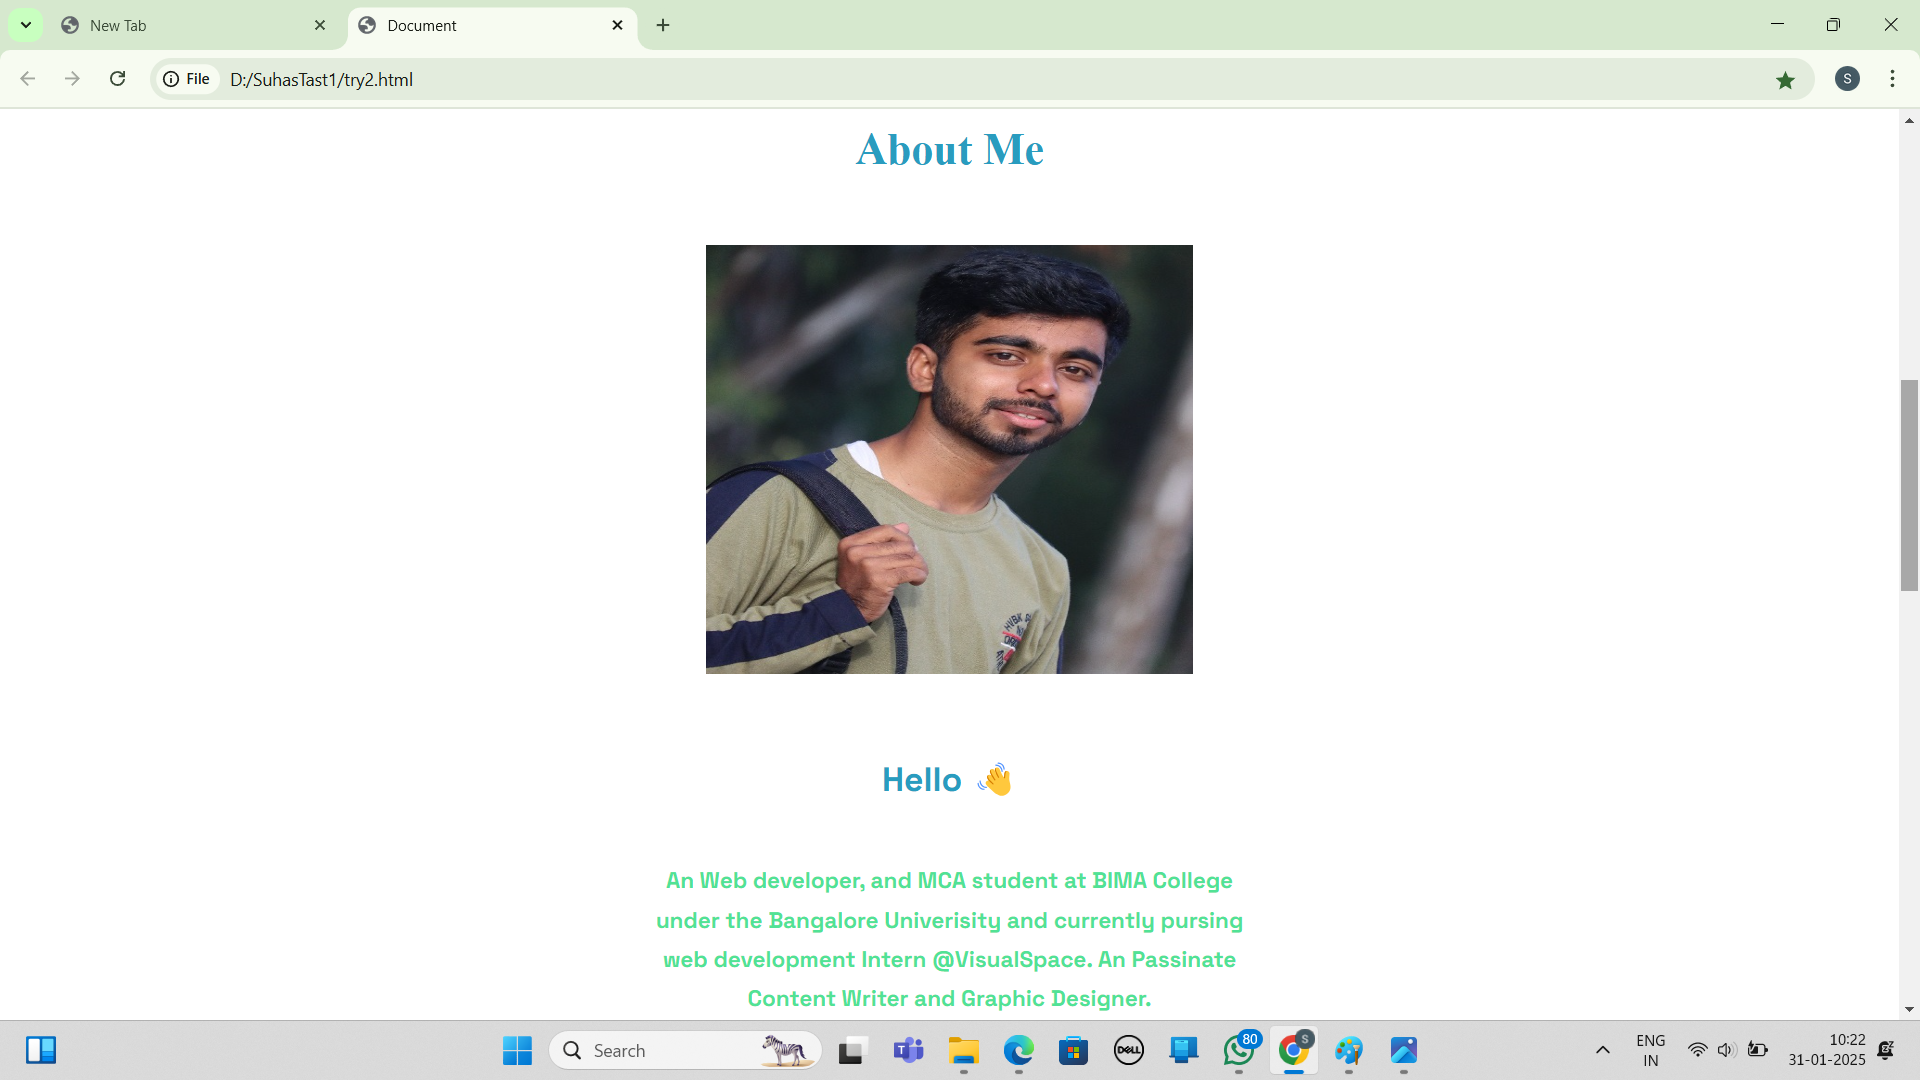 New Tab
Document
File
D:/SuhasTast1/try2.html
S
About Me
Hello 👋
An Web developer, and MCA student at BIMA College
under the Bangalore Univerisity and currently pursing
web development Intern @VisualSpace. An Passinate
Content Writer and Graphic Designer.
Search
T
DELL
80
S
ENG
IN
10:22
31-01-2025